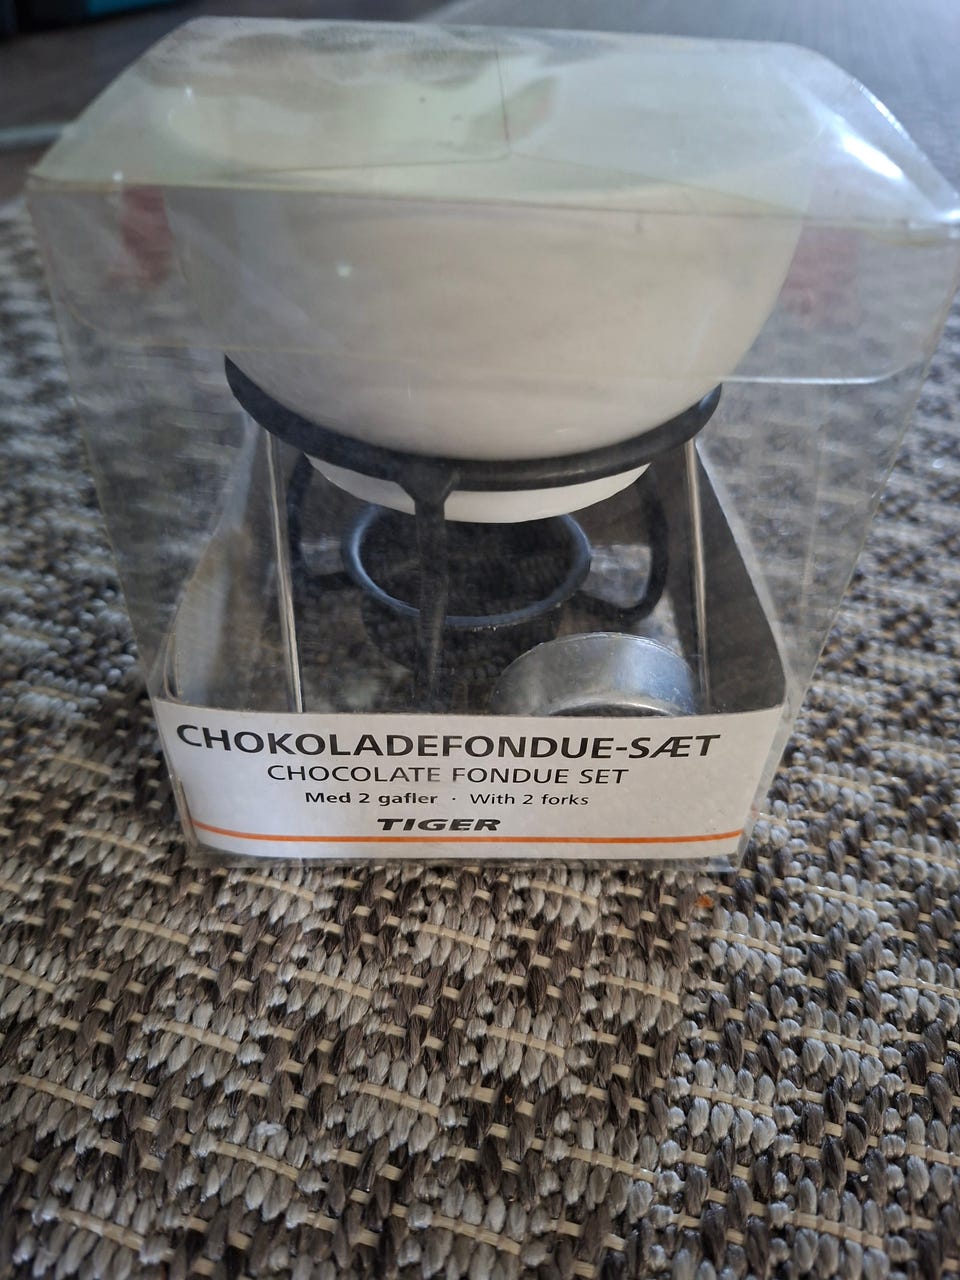 CHOKOLADEFONDUE-SÆT
CHOCOLATE FONDUE SET
Med 2 gafler · With 2 forks
TIGER